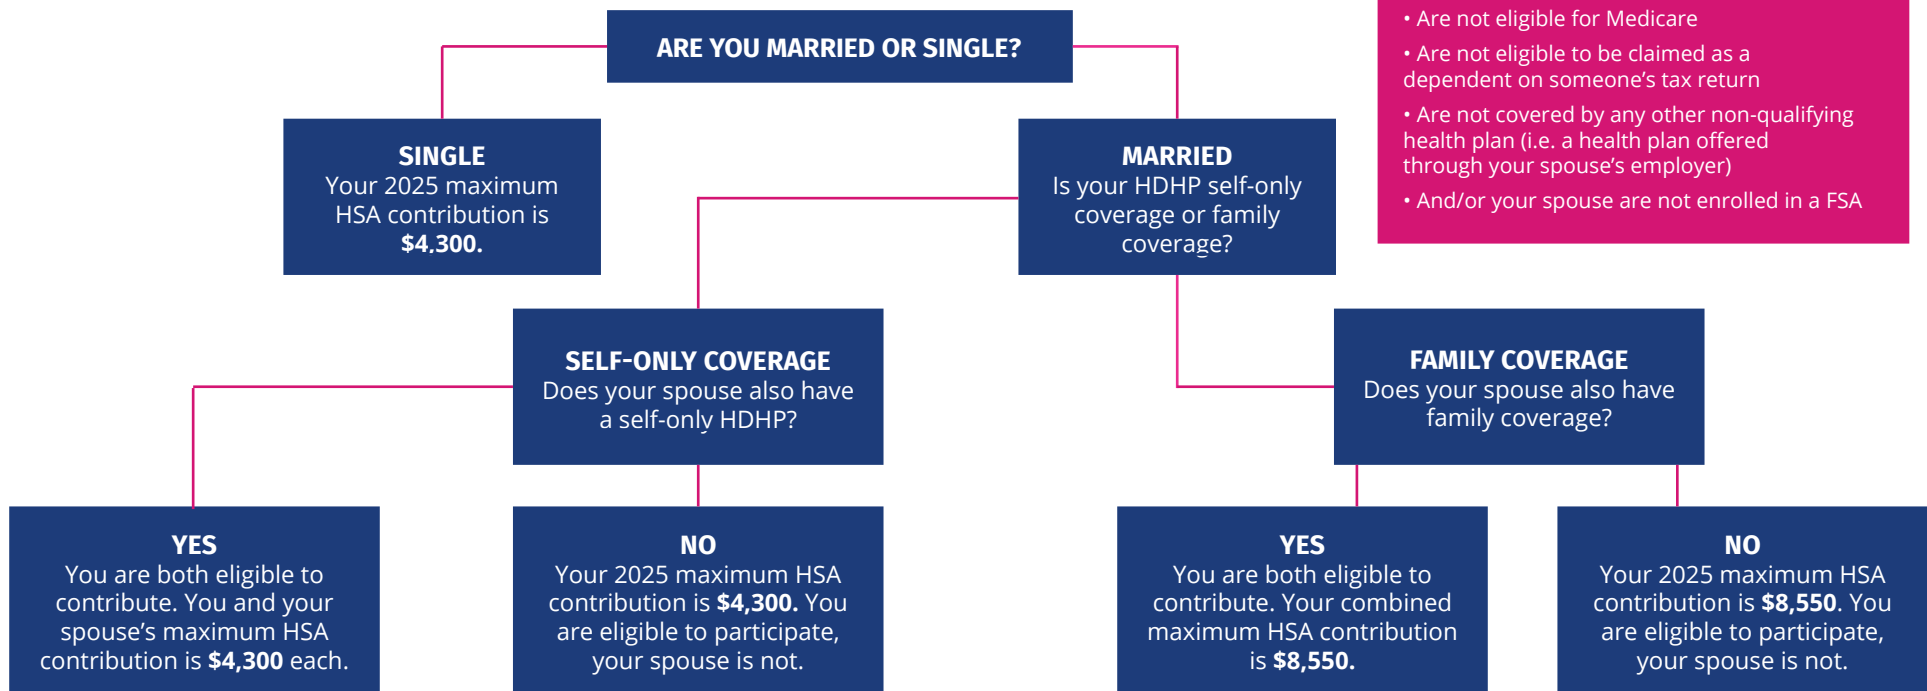 • Are not eligible for Medicare
• Are not eligible to be claimed as a
dependent on someone's tax return
• Are not covered by any other non-qualifying
health plan (i.e. a health plan offered
through your spouse's employer)
• And/or your spouse are not enrolled in a FSA
ARE YOU MARRIED OR SINGLE?
SINGLE
Your 2025 maximum
HSA contribution is
$4,300.
MARRIED
Is your HDHP self-only
coverage or family
coverage?
SELF-ONLY COVERAGE
Does your spouse also have
a self-only HDHP?
FAMILY COVERAGE
Does your spouse also have
family coverage?
YES
You are both eligible to
contribute. You and your
spouse's maximum HSA
contribution is $4,300 each.
NO
Your 2025 maximum HSA
contribution is $4,300. You
are eligible to participate,
your spouse is not.
YES
You are both eligible to
contribute. Your combined
maximum HSA contribution
is $8,550.
NO
Your 2025 maximum HSA
contribution is $8,550. You
are eligible to participate,
your spouse is not.